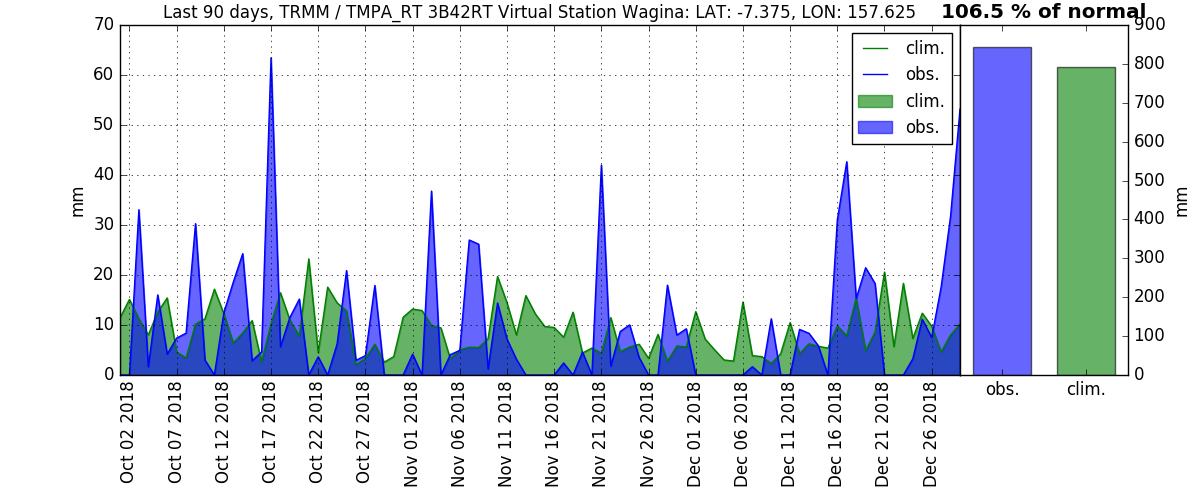 Last 90 days, TRMM / TMPA_RT 3B42RT Virtual Station Wagina: LAT: -7.375, LON: 157.625
106.5 % of normal
70
60
50
40
30
20
10
0
mm
clim.
obs.
clim.
obs.
900
800
700
600
500
400
300
200
100
0
mm
Oct 02 2018
Oct 07 2018
Oct 12 2018
Oct 17 2018
Oct 22 2018
Oct 27 2018
Nov 01 2018
Nov 06 2018
Nov 11 2018
Nov 16 2018
Nov 21 2018
Nov 26 2018
Dec 01 2018
Dec 06 2018
Dec 11 2018
Dec 16 2018
Dec 21 2018
Dec 26 2018
obs.
clim.